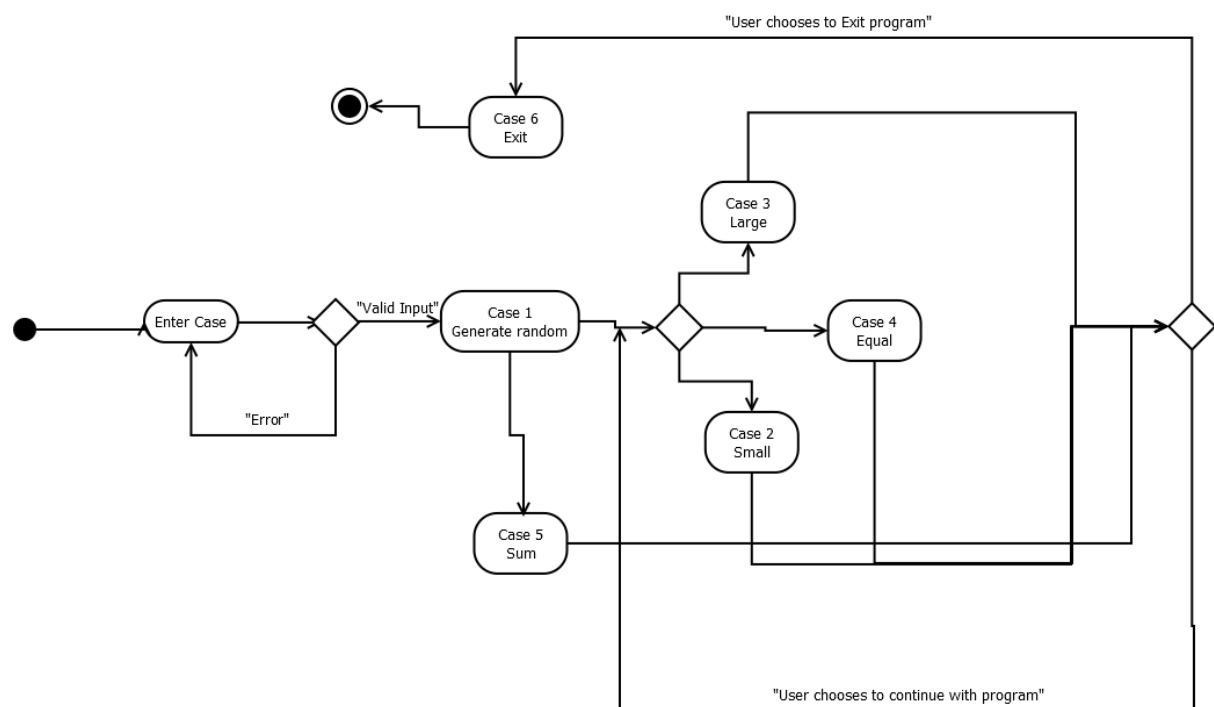 "User chooses to Exit program"
Case 6
Exit
Case 3
Large
"Valid Input"
Enter Case
Case 1
Generate random
Case 4
Equal
"Error"
Case 2
Small
Case 5
Sum
"User chooses to continue with program"